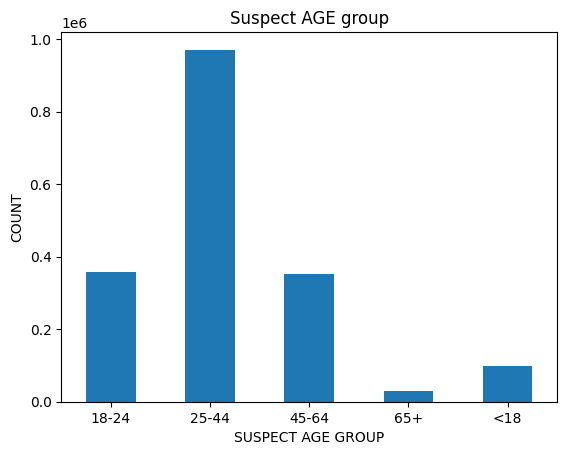 Suspect AGE group
1e6
1.0
0.8
0.6
0.4
0.2
0.0
COUNT
18-24 25-44 45-64 65+ <18
SUSPECT AGE GROUP